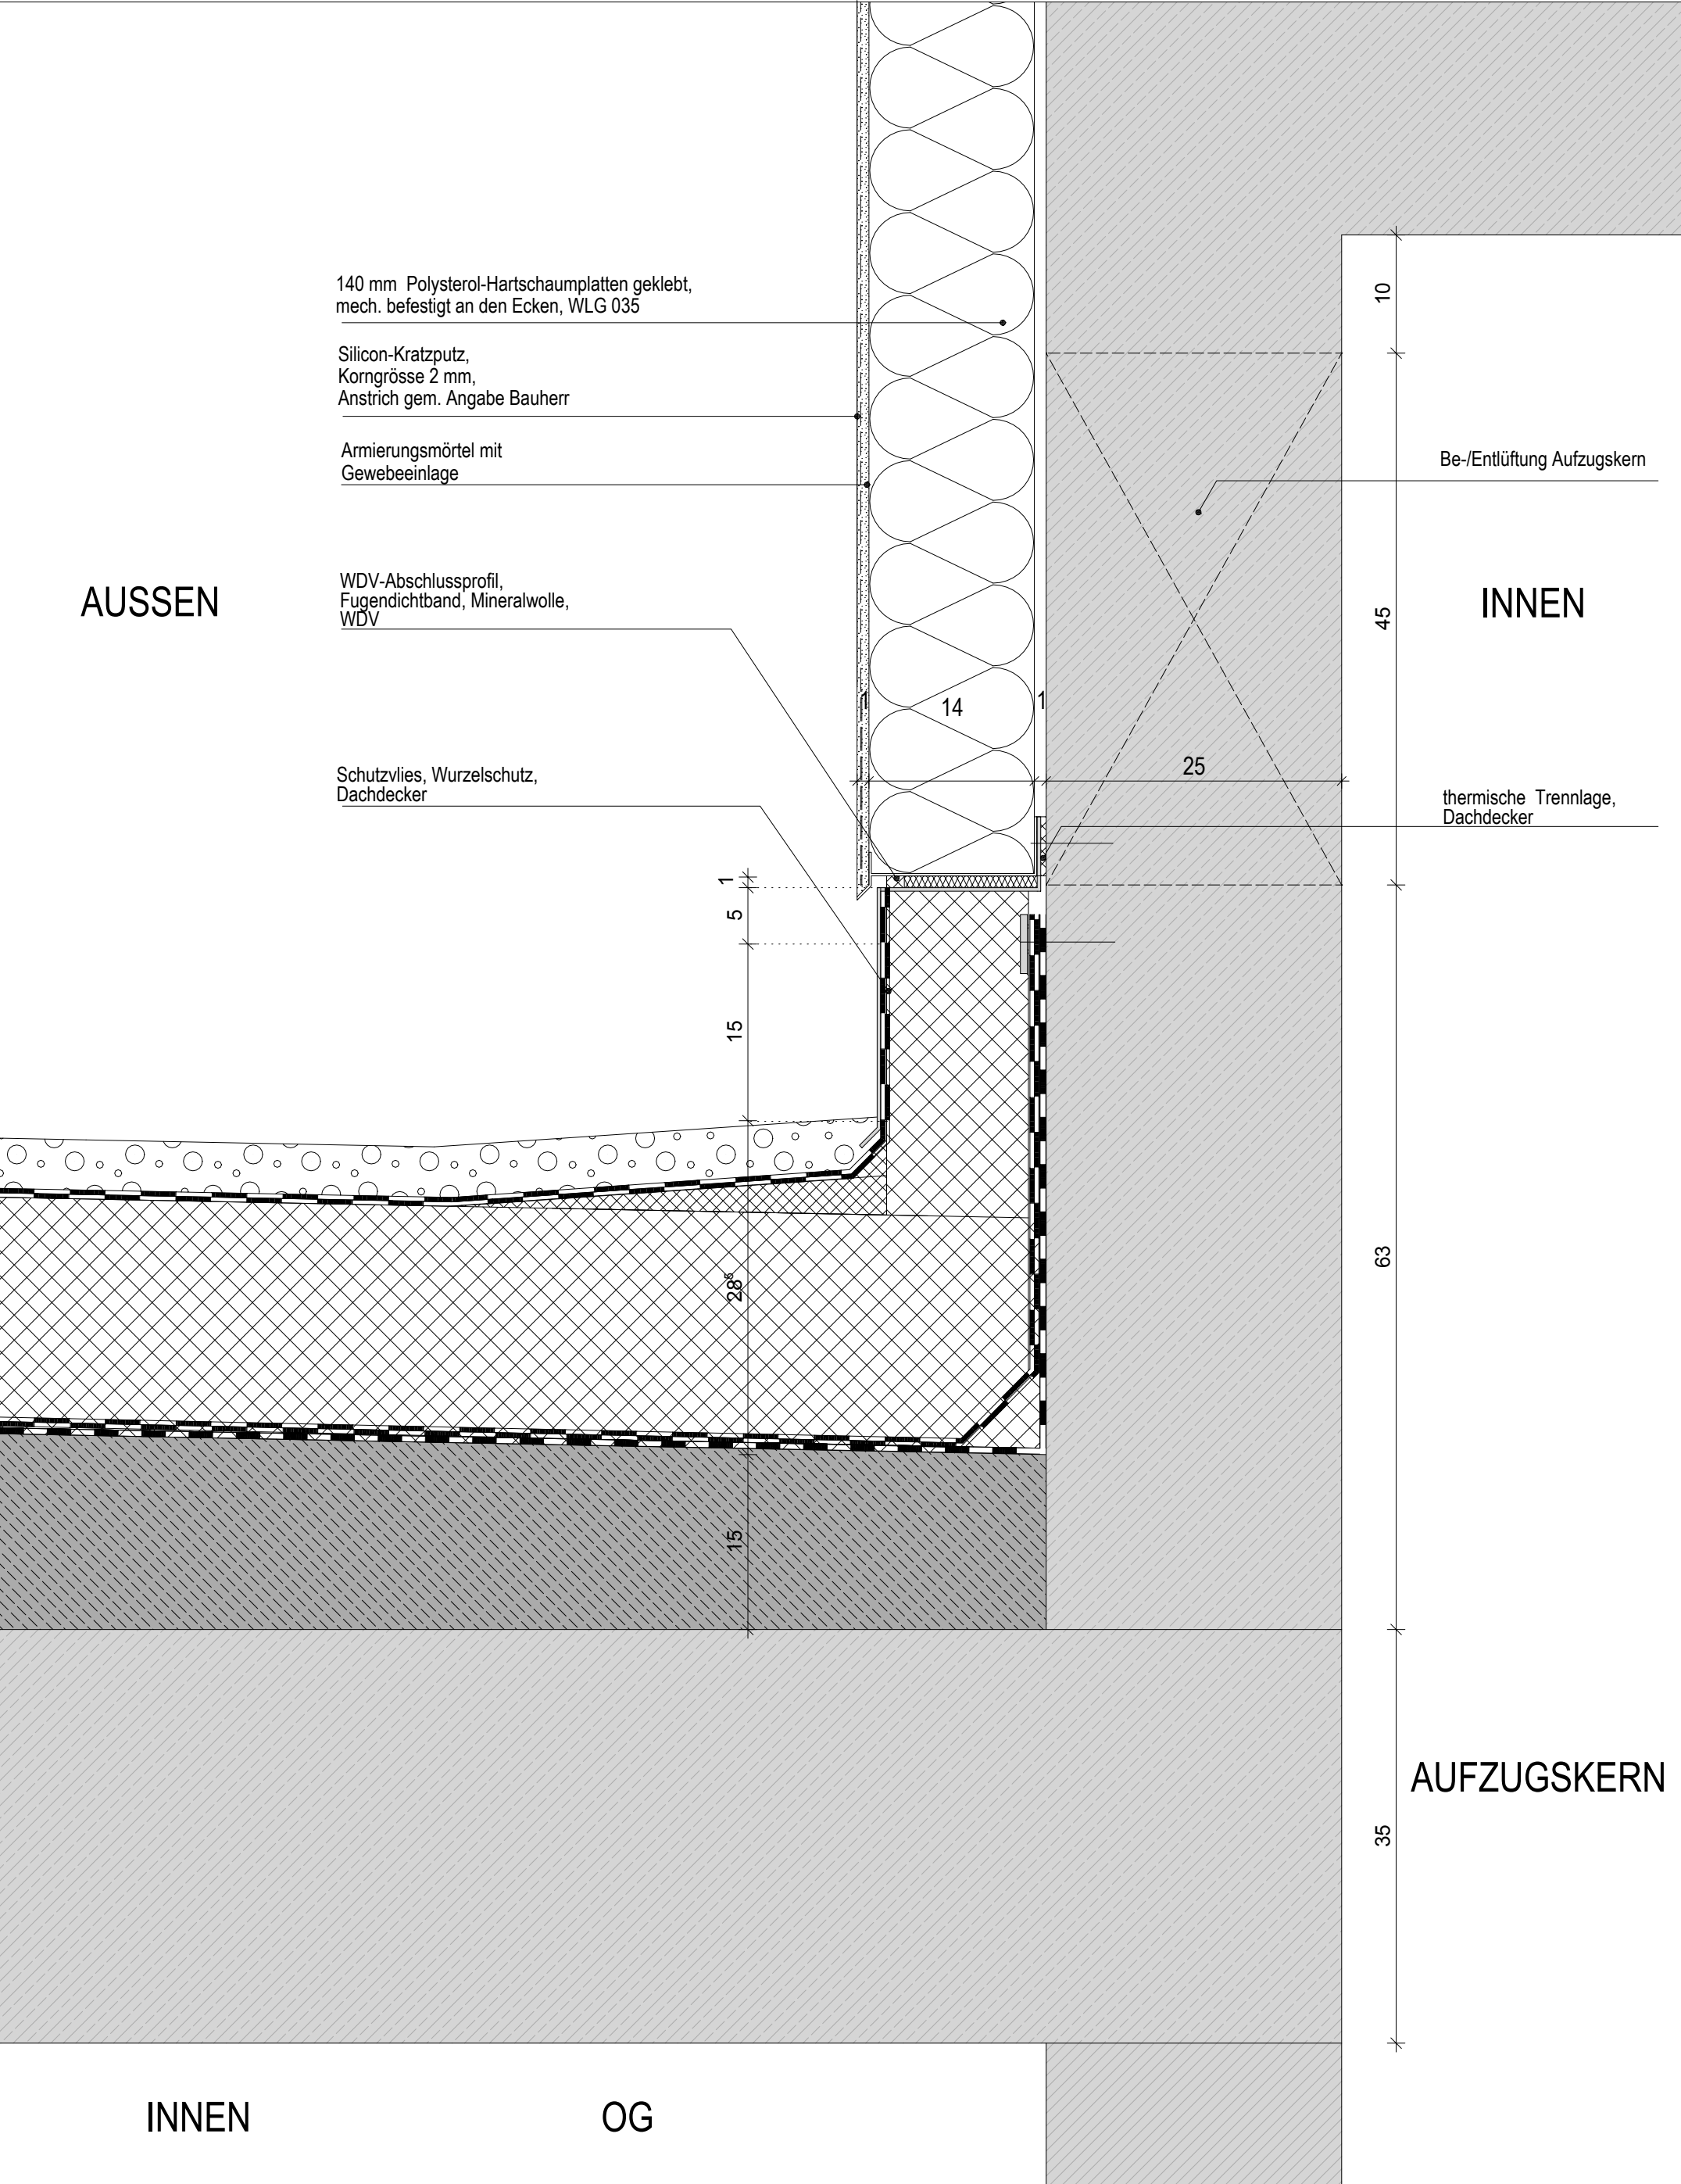 140 mm  Polysterol-Hartschaumplatten geklebt,
mech. befestigt an den Ecken, WLG 035
Silicon-Kratzputz,
Korngrösse 2 mm,
Anstrich gem. Angabe Bauherr
Armierungsmörtel mit
Gewebeeinlage
WDV-Abschlussprofil,
Fugendichtband, Mineralwolle,
WDV
Schutzvlies, Wurzelschutz,
Dachdecker
AUSSEN
Be-/Entlüftung Aufzugskern
INNEN
thermische  Trennlage,
Dachdecker
1
14
1
25
1
5
15
28⁵
15
10
45
63
35
AUFZUGSKERN
INNEN
OG